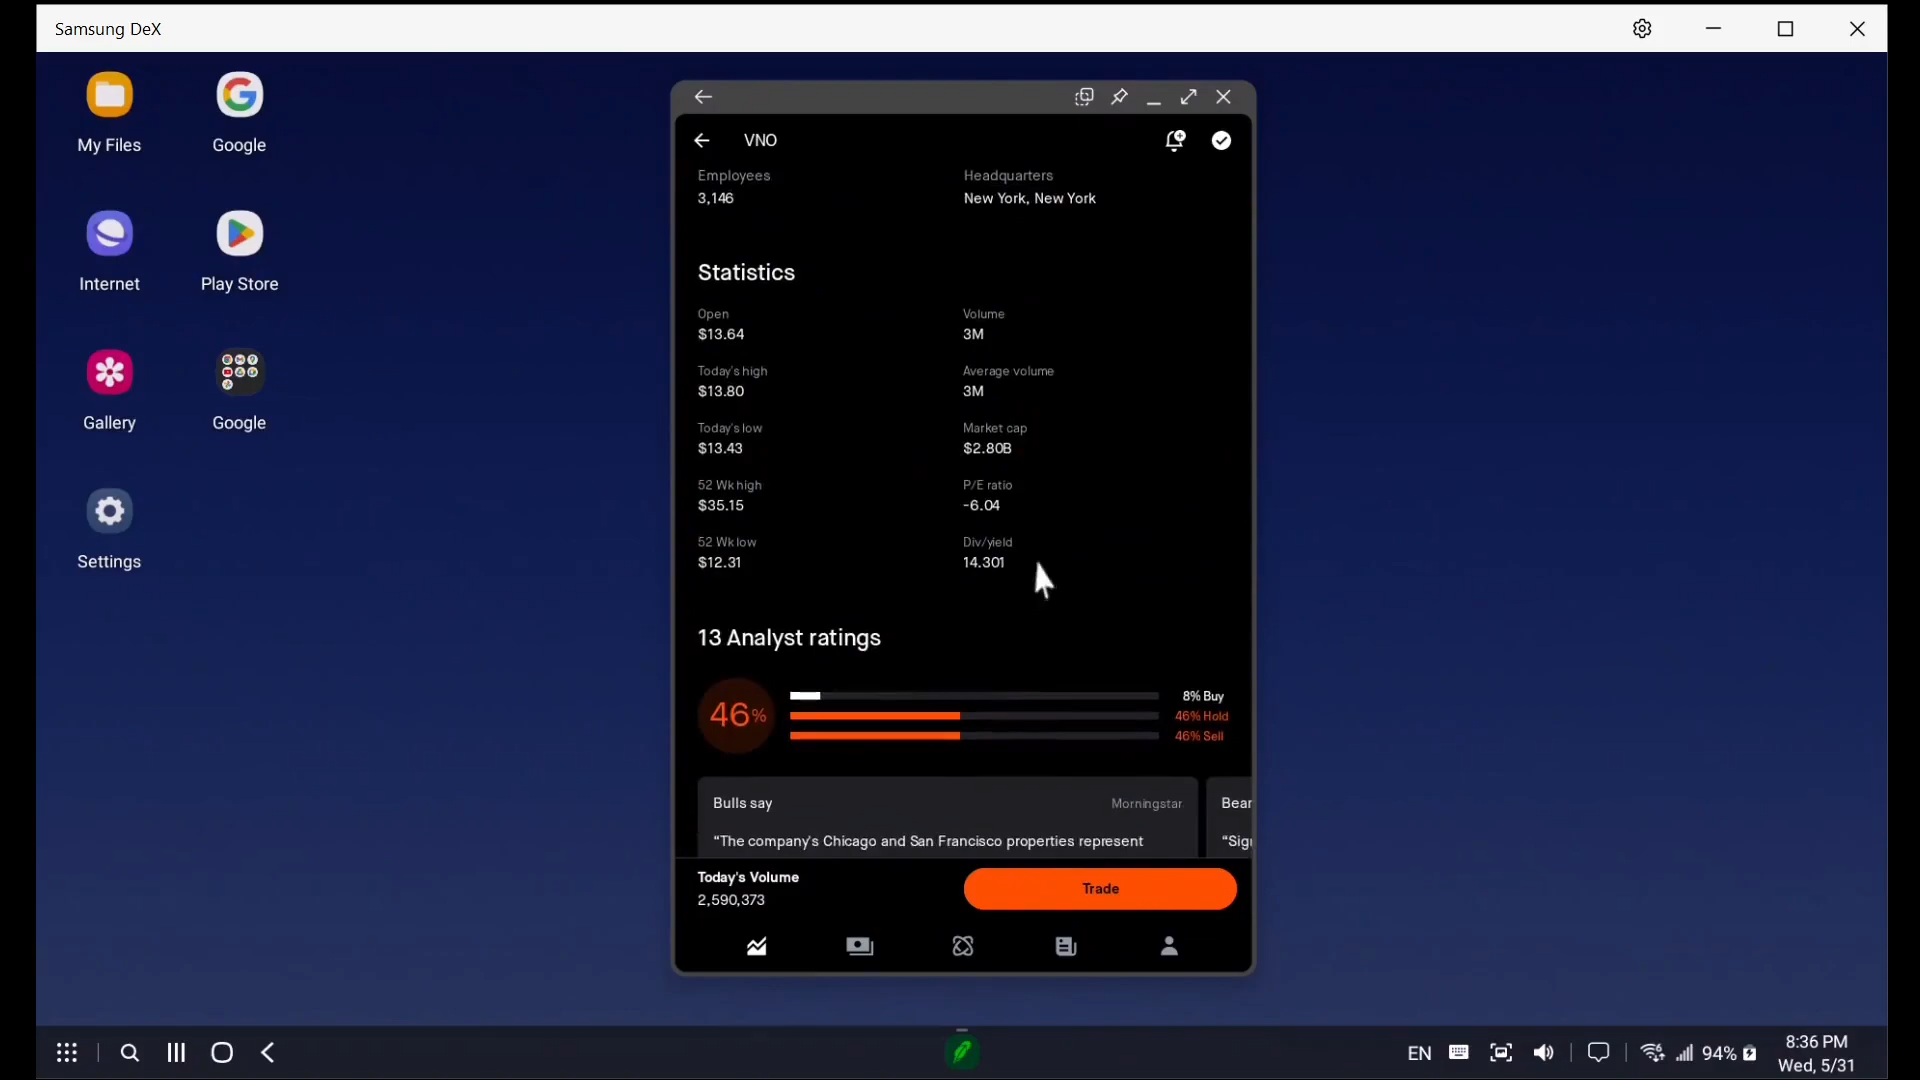 Samsung DeX
My Files
Google
Internet
Play Store
Gallery
Google
Settings
VNO
Employees
3,146
Headquarters
New York, New York
Statistics
Open
$13.64
Volume
3M
Today's high
$13.80
Average volume
3M
Today's low
$13.43
Market cap
$2.80B
52 Wk high
$35.15
P/E ratio
-6.04
52 Wk low
$12.31
Div/yield
14.301
13 Analyst ratings
46%
8% Buy
46% Hold
46% Sell
Bulls say
Morningstar
Bear
“The company's Chicago and San Francisco properties represent
“Sig
Today's Volume
2,590,373
Trade
EN
94%
8:36 PM
Wed, 5/31